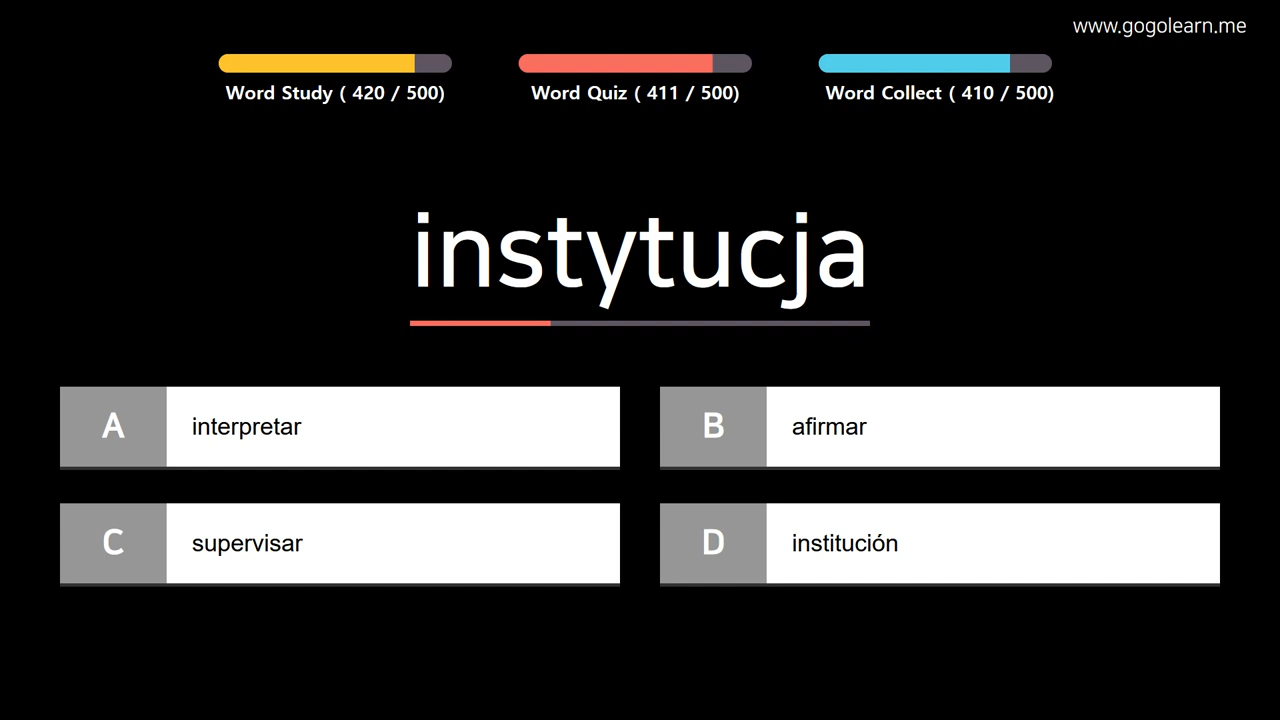 www.gogolearn.me
Word Study ( 420 / 500)
Word Quiz ( 411 / 500)
Word Collect ( 410 / 500)
instytucja
A interpretar
B afirmar
C supervisar
D institución